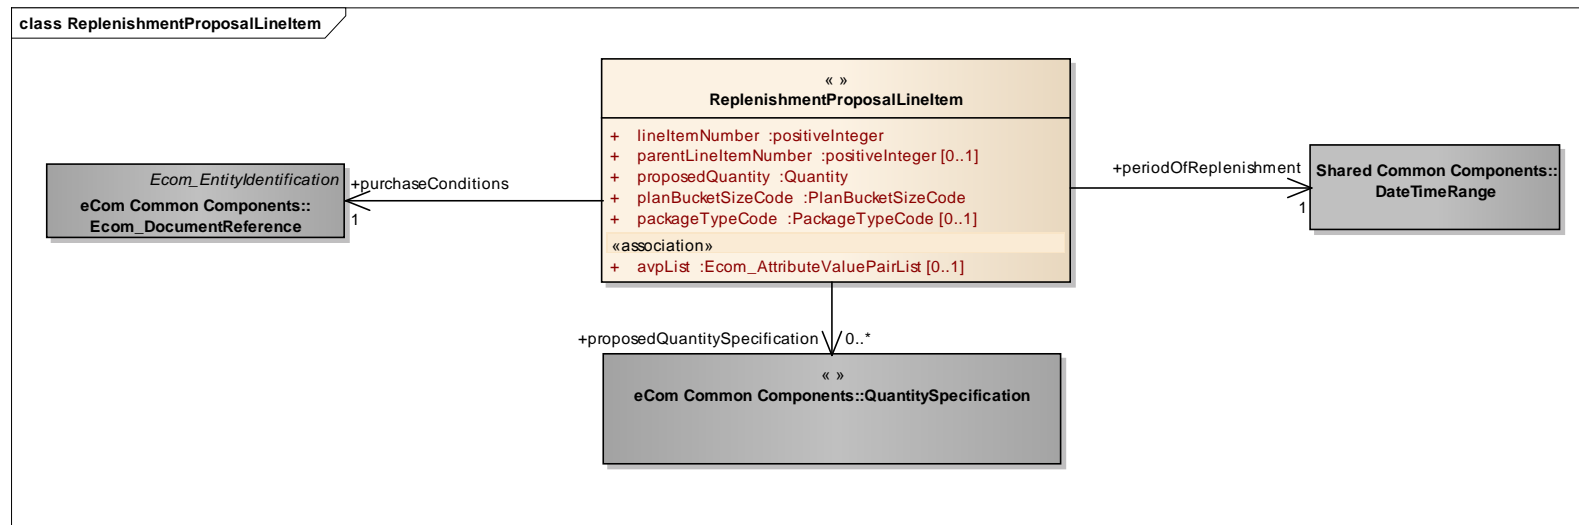 class ReplenishmentProposalLineItem
« »
ReplenishmentProposalLineItem
+ lineItemNumber :positiveInteger
+ parentLineItemNumber :positiveInteger [0..1]
+ proposedQuantity :Quantity
+ planBucketSizeCode :PlanBucketSizeCode
+ packageTypeCode :PackageTypeCode [0..1]
«association»
+ avpList :Ecom_AttributeValuePairList [0..1]
Ecom_EntityIdentification
eCom Common Components::
Ecom_DocumentReference
+purchaseConditions
1
+periodOfReplenishment
1
Shared Common Components::
DateTimeRange
+proposedQuantitySpecification
0..*
« »
eCom Common Components::QuantitySpecification